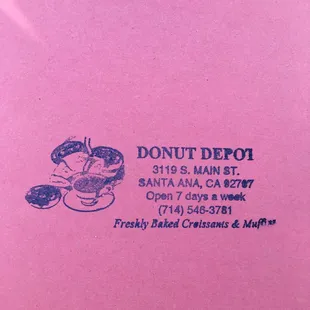 DONUT DEPOT
3119 S. MAIN ST.
SANTA ANA, CA 92707
Open 7 days a week
(714) 546-3781
Freshly Baked Croissants & Muffins